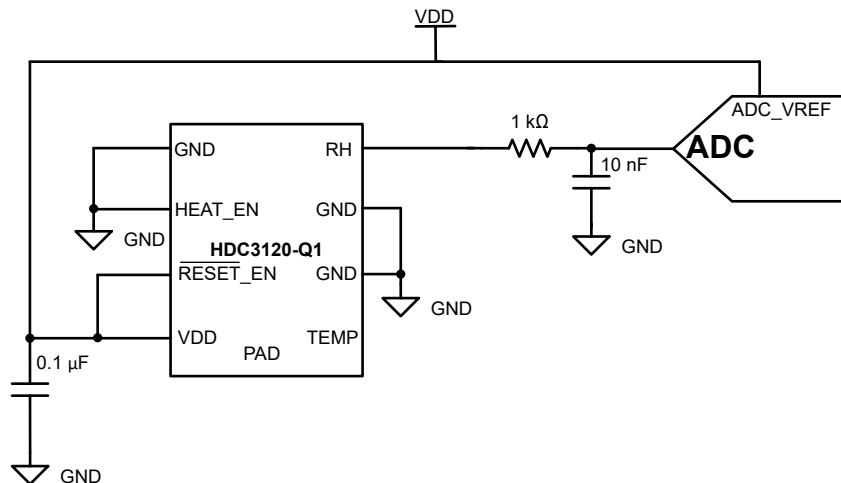 VDD
ADC_VREF
1 kΩ
ADC
GND
RH
10 nF
HEAT_EN
GND
GND
GND
HDC3120-Q1
RESET_EN
GND
GND
VDD
TEMP
0.1 µF
PAD
GND